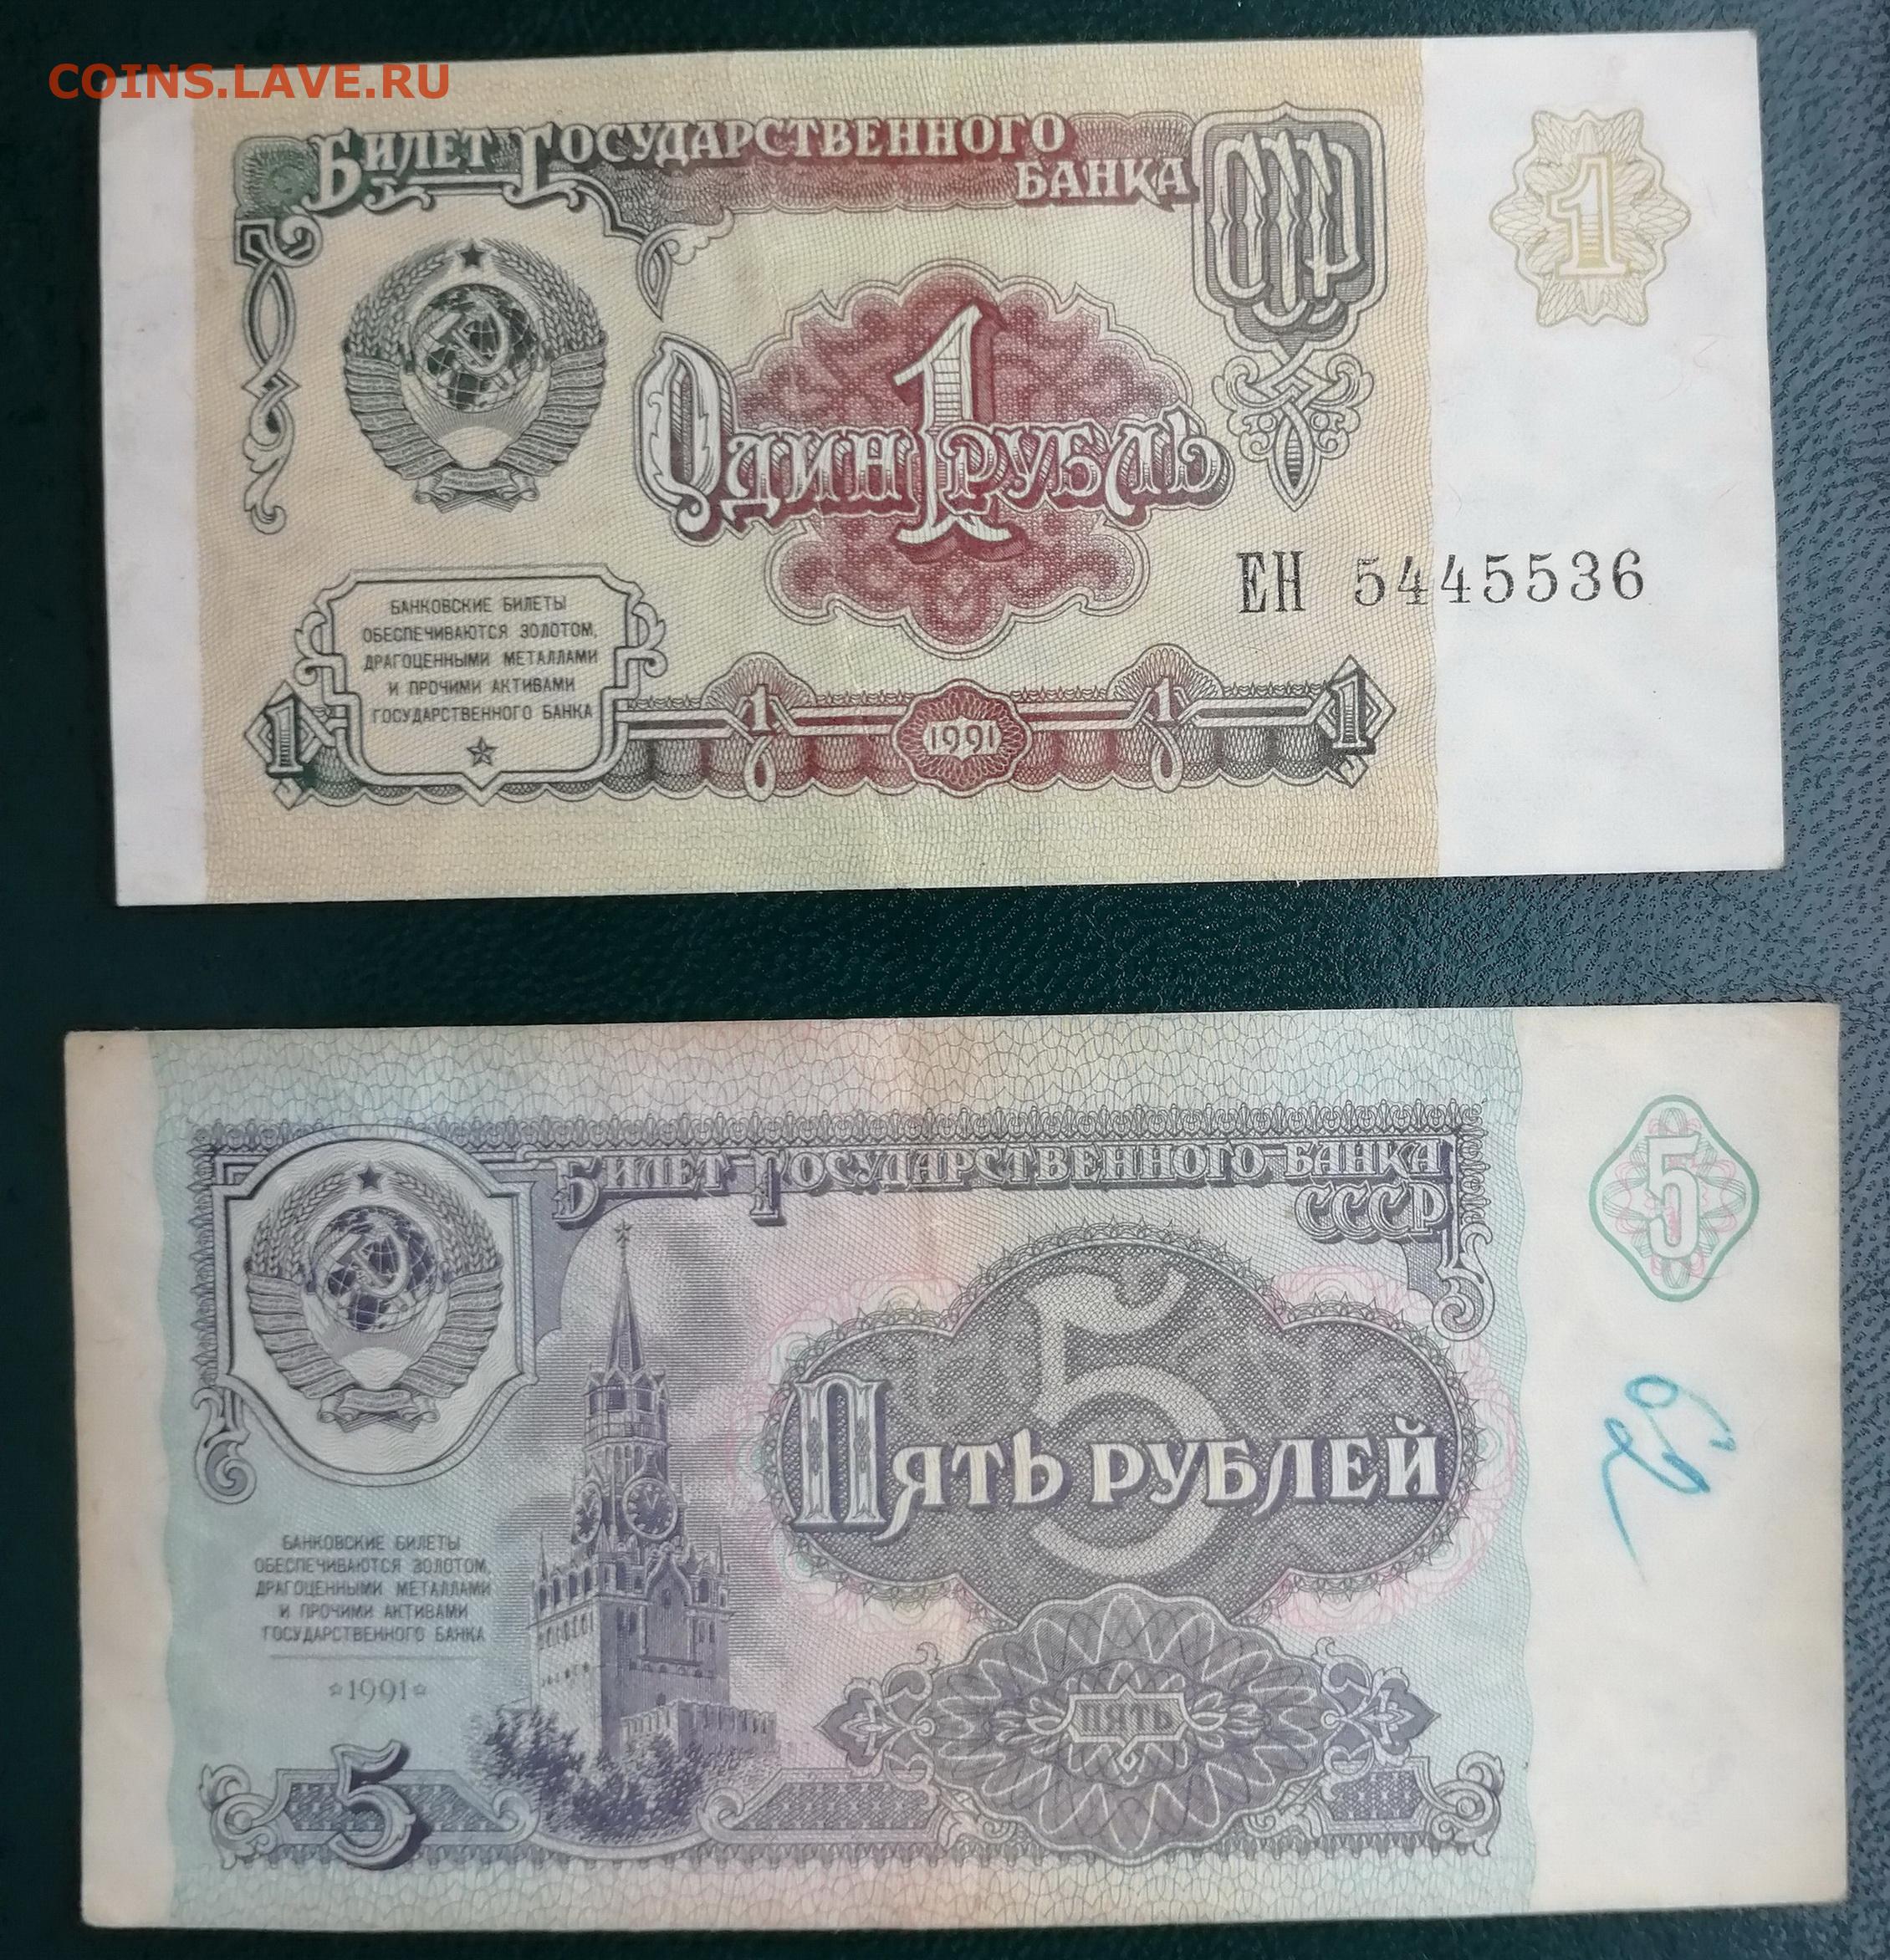 COINS.LAVE.RU
БИЛЕТ ГОСУДАРСТВЕННОГО
БАНКА СССР
1
1
ОДИН РУБЛЬ
ЕН 5445536
БАНКОВСКИЕ БИЛЕТЫ
ОБЕСПЕЧИВАЮТСЯ ЗОЛОТОМ,
ДРАГОЦЕННЫМИ МЕТАЛЛАМИ
И ПРОЧИМИ АКТИВАМИ
ГОСУДАРСТВЕННОГО БАНКА
1 1 1991 1 1
БИЛЕТ ГОСУДАРСТВЕННОГО БАНКА
СССР
5
5
ПЯТЬ РУБЛЕЙ
62
БАНКОВСКИЕ БИЛЕТЫ
ОБЕСПЕЧИВАЮТСЯ ЗОЛОТОМ,
ДРАГОЦЕННЫМИ МЕТАЛЛАМИ
И ПРОЧИМИ АКТИВАМИ
ГОСУДАРСТВЕННОГО БАНКА
1991
ПЯТЬ
5